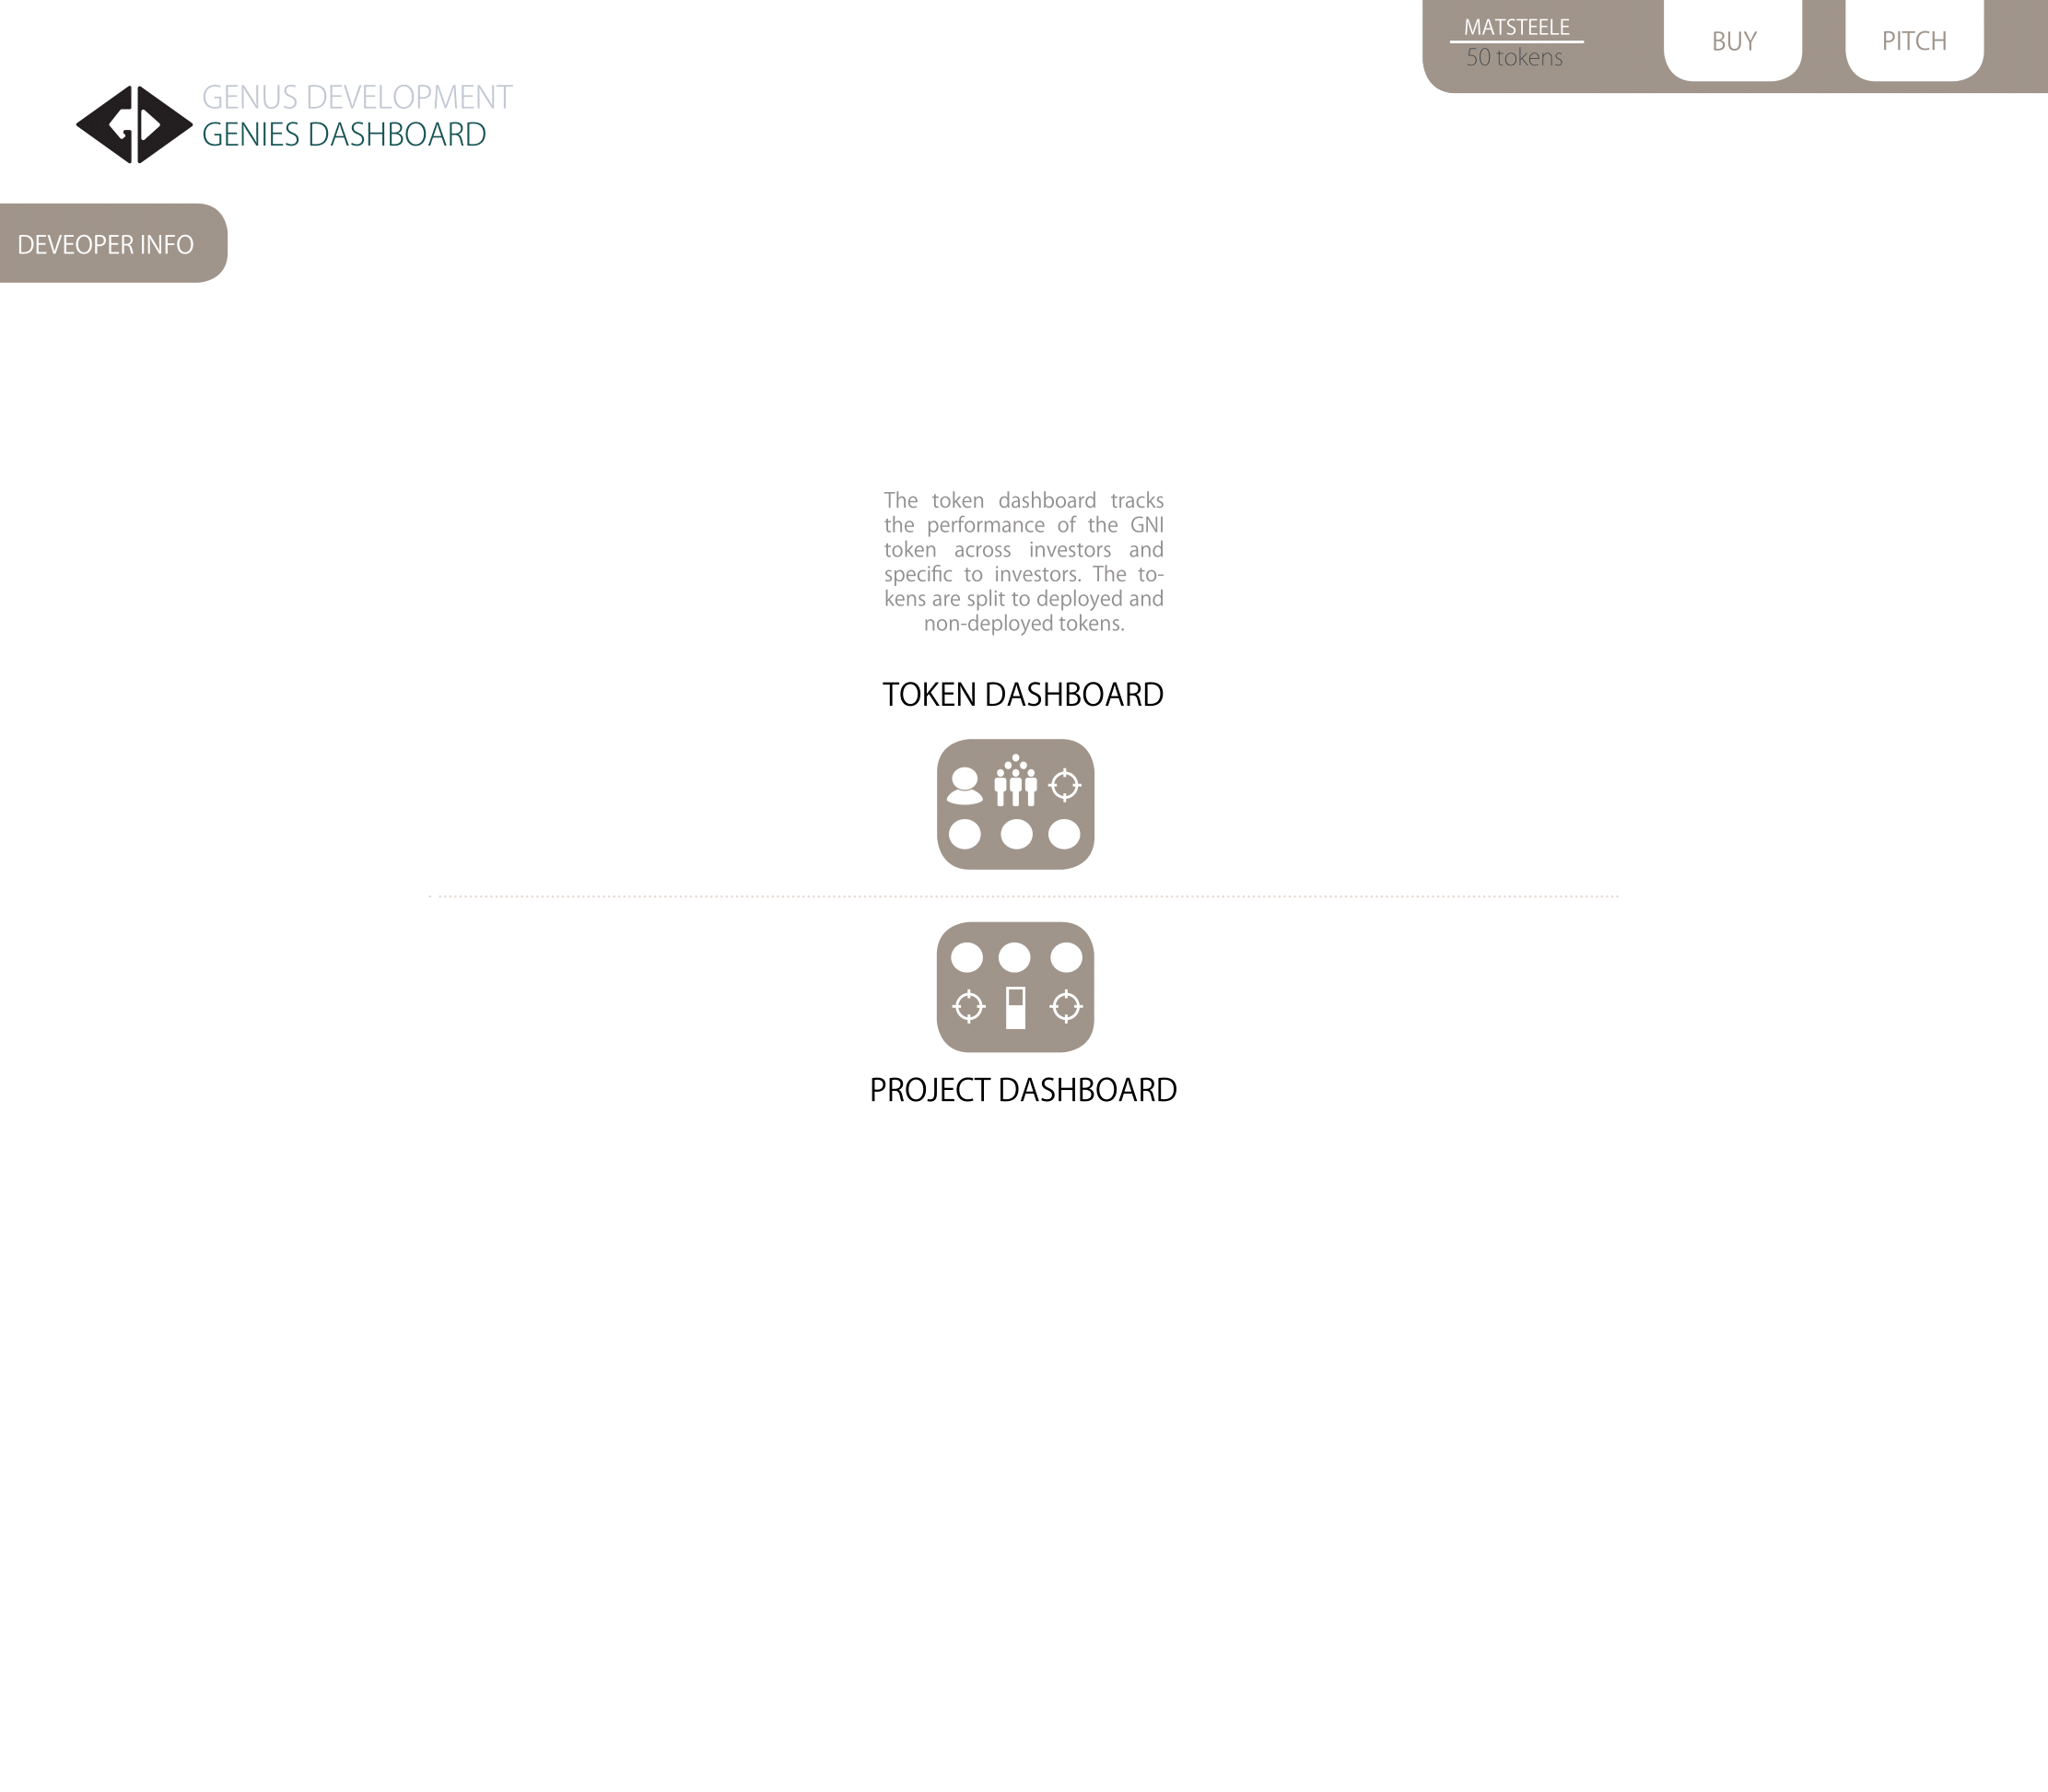 MATSTEELE
50 tokens
BUY
PITCH
GENUS DEVELOPMENT
GENIES DASHBOARD
DEVEOPER INFO
The token dashboard tracks
the performance of the GNI
token across investors and
specific to investors. The to-
kens are split to deployed and
non-deployed tokens.
TOKEN DASHBOARD
PROJECT DASHBOARD